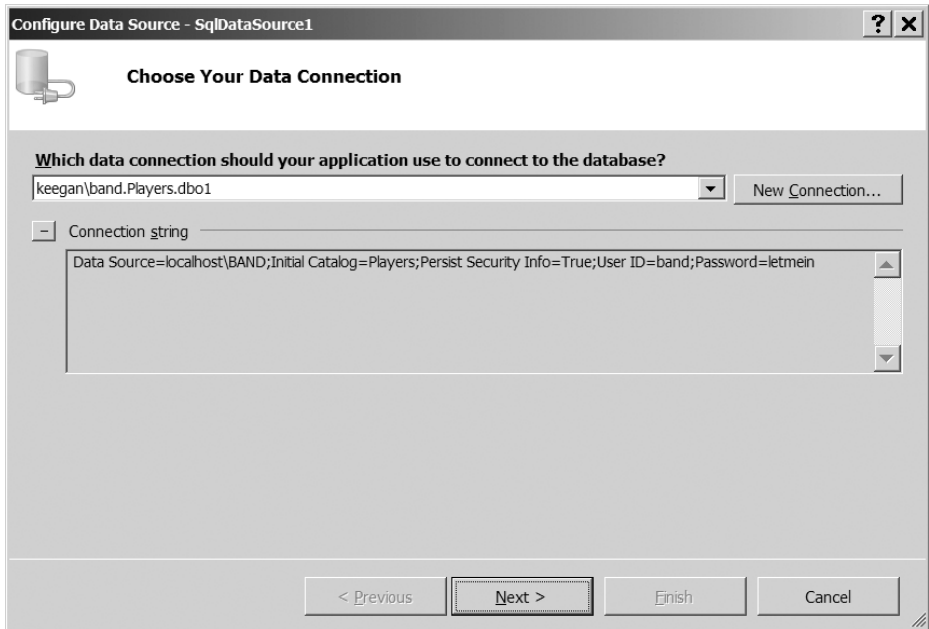 Configure Data Source - SqlDataSource1
? X
Choose Your Data Connection
Which data connection should your application use to connect to the database?
keegan\band.Players.dbo1
New Connection...
− Connection string
Data Source=localhost\BAND;Initial Catalog=Players;Persist Security Info=True;User ID=band;Password=letmein
< Previous
Next >
Finish
Cancel